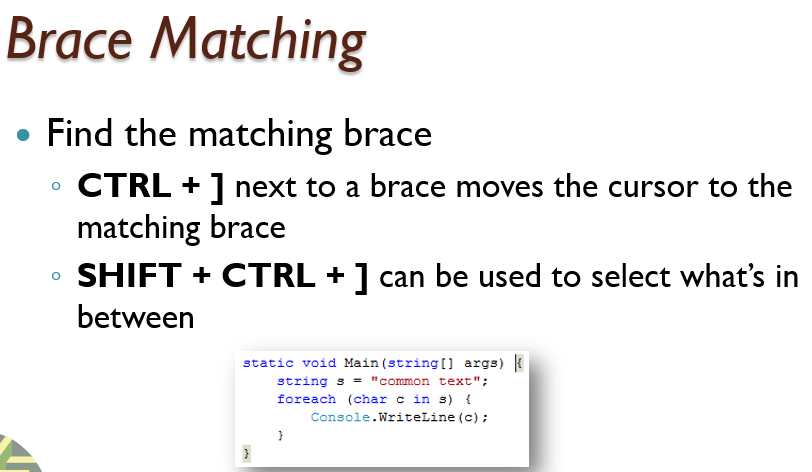 Brace Matching
• Find the matching brace
◦ CTRL + ] next to a brace moves the cursor to the
matching brace
◦ SHIFT + CTRL + ] can be used to select what's in
between
static void Main(string[] args) {
    string s = "common text";
    foreach (char c in s) {
        Console.WriteLine(c);
    }
}